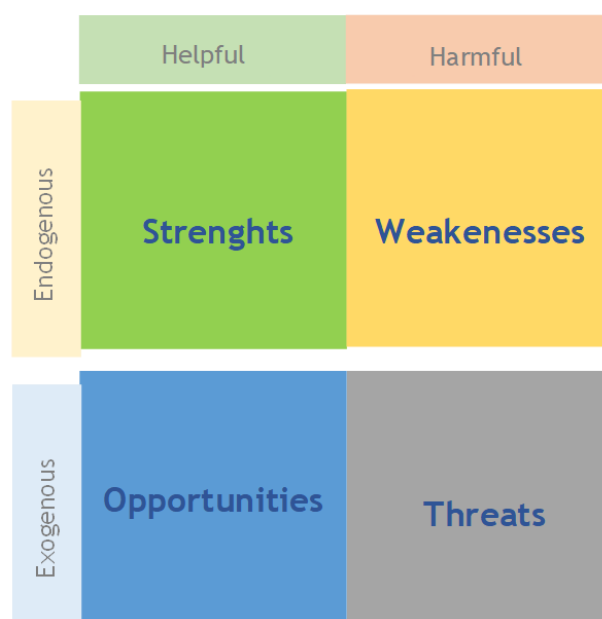 Helpful
Harmful
Endogenous
Strenghts
Weakenesses
Exogenous
Opportunities
Threats